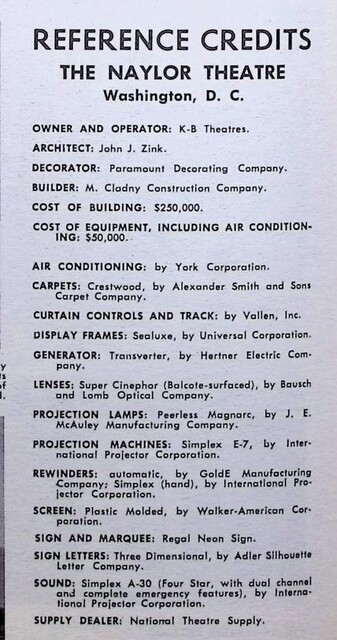 REFERENCE CREDITS
THE NAYLOR THEATRE
Washington, D. C.
OWNER AND OPERATOR: K-B Theatres.
ARCHITECT: John J. Zink.
DECORATOR: Paramount Decorating Company.
BUILDER: M. Cladny Construction Company.
COST OF BUILDING: $250,000.
COST OF EQUIPMENT, INCLUDING AIR CONDITION-
ING: $50,000.
AIR CONDITIONING: by York Corporation.
CARPETS: Crestwood, by Alexander Smith and Sons
Carpet Company.
CURTAIN CONTROLS AND TRACK: by Vallen, Inc.
DISPLAY FRAMES: Sealuxe, by Universal Corporation.
GENERATOR: Transverter, by Hertner Electric Com-
pany.
LENSES: Super Cinephor (Balcote-surfaced), by Bausch
and Lomb Optical Company.
PROJECTION LAMPS: Peerless Magnarc, by J. E.
McAuley Manufacturing Company.
PROJECTION MACHINES: Simplex E-7, by Inter-
national Projector Corporation.
REWINDERS: automatic, by GoldE Manufacturing
Company; Simplex (hand), by International Pro-
jector Corporation.
SCREEN: Plastic Molded, by Walker-American Cor-
poration.
SIGN AND MARQUEE: Regal Neon Sign.
SIGN LETTERS: Three Dimensional, by Adler Silhouette
Letter Company.
SOUND: Simplex A-30 (Four Star, with dual channel
and complete emergency features), by Interna-
tional Projector Corporation.
SUPPLY DEALER: National Theatre Supply.